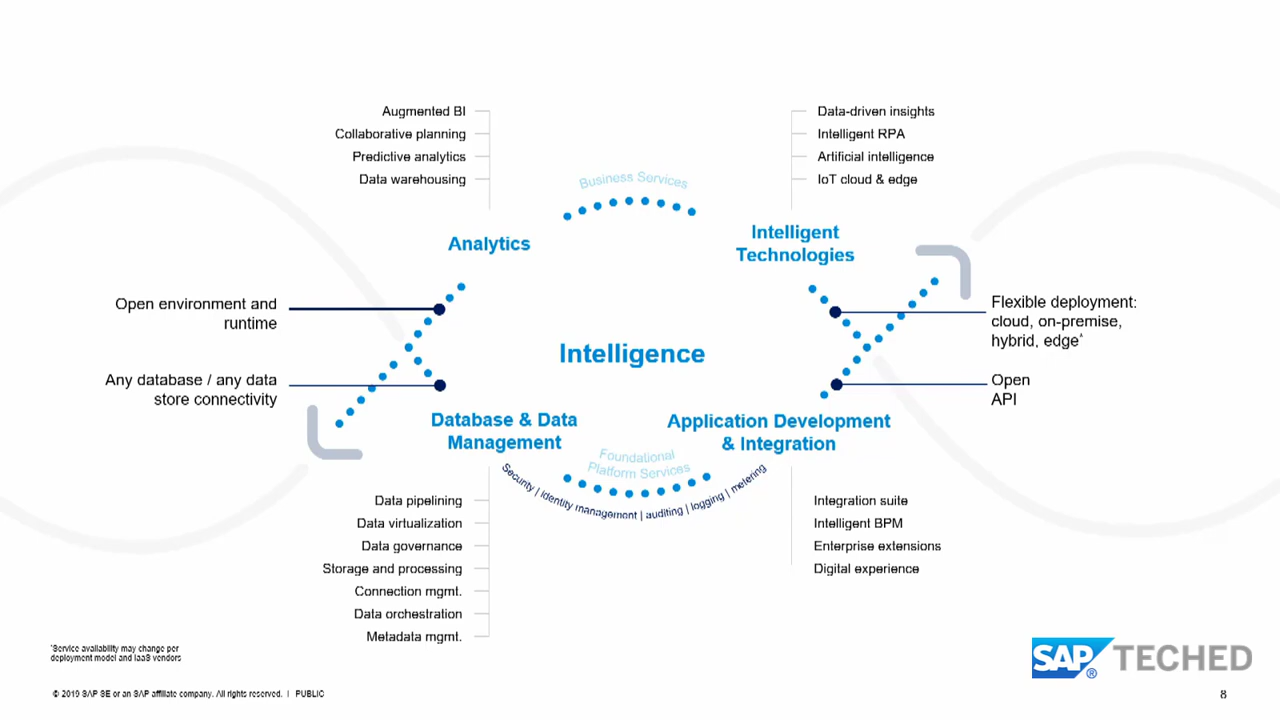 Augmented BI
Collaborative planning
Predictive analytics
Data warehousing
Data-driven insights
Intelligent RPA
Artificial intelligence
IoT cloud & edge
Business Services
Analytics
Intelligent
Technologies
Open environment and
runtime
Flexible deployment:
cloud, on-premise,
hybrid, edge*
Intelligence
Any database / any data
store connectivity
Open
API
Database & Data
Management
Application Development
& Integration
Foundational
Platform Services
Security | identity management | auditing | logging | metering
Data pipelining
Data virtualization
Data governance
Storage and processing
Connection mgmt.
Data orchestration
Metadata mgmt.
Integration suite
Intelligent BPM
Enterprise extensions
Digital experience
*Service availability may change per
deployment model and IaaS vendors
© 2019 SAP SE or an SAP affiliate company. All rights reserved. | PUBLIC
SAP® TECHED
8